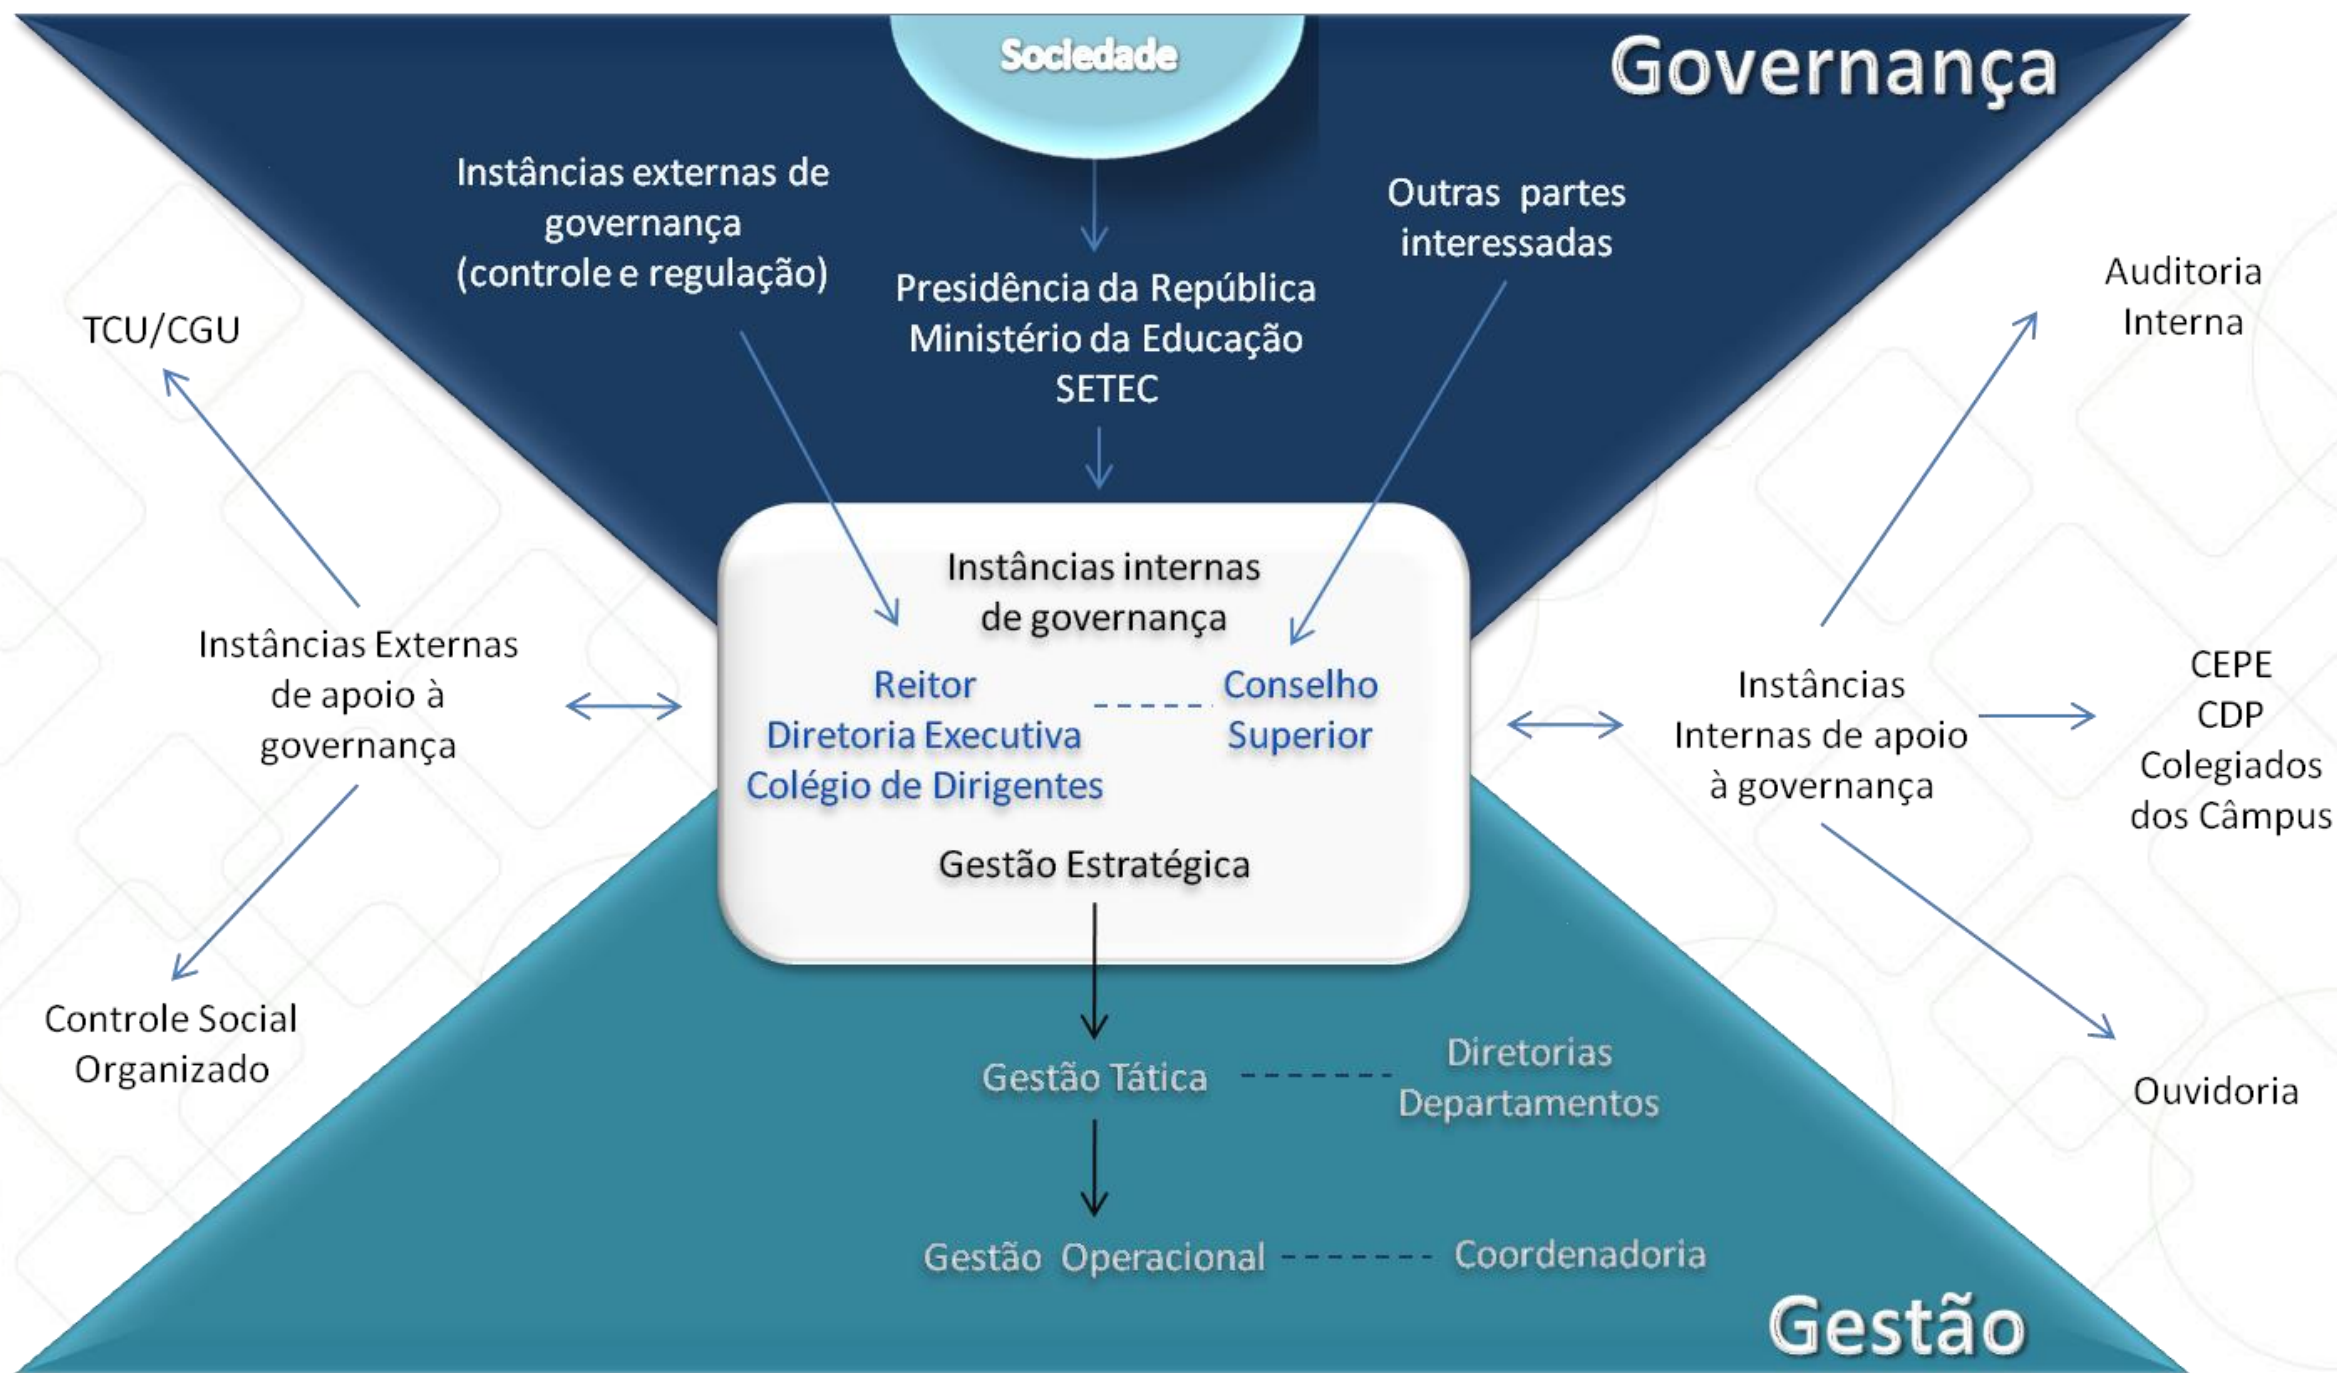 Sociedade
Governança
Instâncias externas de
governança
(controle e regulação)
Outras partes
interessadas
Presidência da República
Ministério da Educação
SETEC
TCU/CGU
Auditoria
Interna
Instâncias Externas
de apoio à
governança
Instâncias internas
de governança
Reitor
Diretoria Executiva
Colégio de Dirigentes
Conselho
Superior
Gestão Estratégica
Instâncias
Internas de apoio
à governança
CEPE
CDP
Colegiados
dos Câmpus
Controle Social
Organizado
Gestão Tática
Diretorias
Departamentos
Ouvidoria
Gestão Operacional
Coordenadoria
Gestão